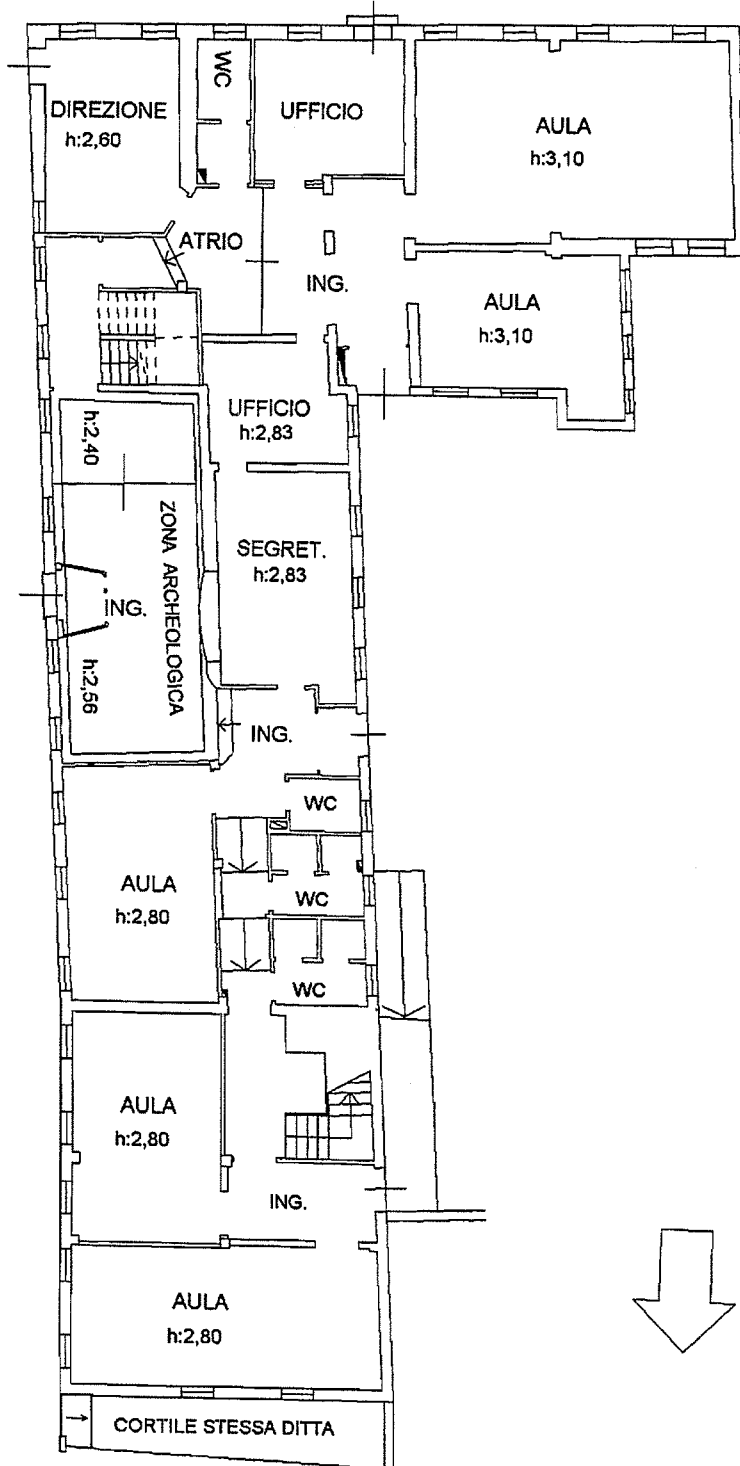 DIREZIONE
h:2,60
WC
UFFICIO
AULA
h:3,10
ATRIO
ING.
AULA
h:3,10
UFFICIO
h:2,83
h:2,40
ZONA ARCHEOLOGICA
SEGRET.
h:2,83
ING.
h:2,56
ING.
WC
AULA
h:2,80
WC
WC
AULA
h:2,80
ING.
AULA
h:2,80
CORTILE STESSA DITTA